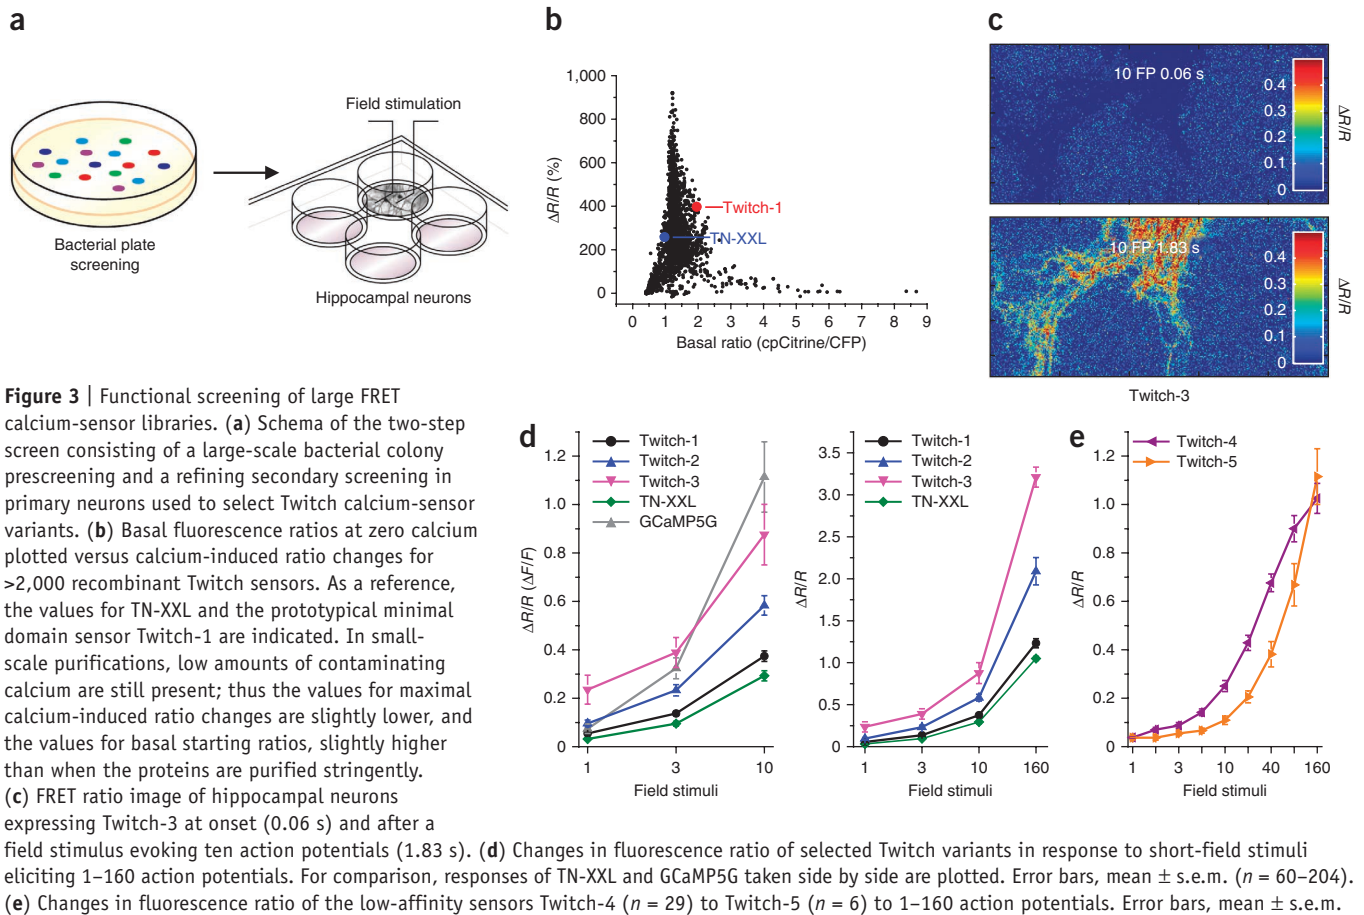 a
Field stimulation
Bacterial plate
screening
Hippocampal neurons
b
1,000
800
600
400
200
0
ΔR/R (%)
Twitch-1
TN-XXL
0 1 2 3 4 5 6 7 8 9
Basal ratio (cpCitrine/CFP)
c
10 FP 0.06 s
0.4
0.3
0.2
0.1
0
ΔR/R
10 FP 1.83 s
0.4
0.3
0.2
0.1
0
ΔR/R
Twitch-3
Figure 3 | Functional screening of large FRET
calcium-sensor libraries. (a) Schema of the two-step
screen consisting of a large-scale bacterial colony
prescreening and a refining secondary screening in
primary neurons used to select Twitch calcium-sensor
variants. (b) Basal fluorescence ratios at zero calcium
plotted versus calcium-induced ratio changes for
>2,000 recombinant Twitch sensors. As a reference,
the values for TN-XXL and the prototypical minimal
domain sensor Twitch-1 are indicated. In small-
scale purifications, low amounts of contaminating
calcium are still present; thus the values for maximal
calcium-induced ratio changes are slightly lower, and
the values for basal starting ratios, slightly higher
than when the proteins are purified stringently.
(c) FRET ratio image of hippocampal neurons
expressing Twitch-3 at onset (0.06 s) and after a
field stimulus evoking ten action potentials (1.83 s). (d) Changes in fluorescence ratio of selected Twitch variants in response to short-field stimuli
eliciting 1–160 action potentials. For comparison, responses of TN-XXL and GCaMP5G taken side by side are plotted. Error bars, mean ± s.e.m. (n = 60–204).
(e) Changes in fluorescence ratio of the low-affinity sensors Twitch-4 (n = 29) to Twitch-5 (n = 6) to 1–160 action potentials. Error bars, mean ± s.e.m.
d
Twitch-1
Twitch-2
Twitch-3
TN-XXL
GCaMP5G
1.2
1.0
0.8
0.6
0.4
0.2
0
ΔR/R (ΔF/F)
1 3 10
Field stimuli
Twitch-1
Twitch-2
Twitch-3
TN-XXL
3.5
3.0
2.5
2.0
1.5
1.0
0.5
0
ΔR/R
1 3 10 160
Field stimuli
e
Twitch-4
Twitch-5
1.2
1.0
0.8
0.6
0.4
0.2
0
ΔR/R
1 3 10 40 160
Field stimuli